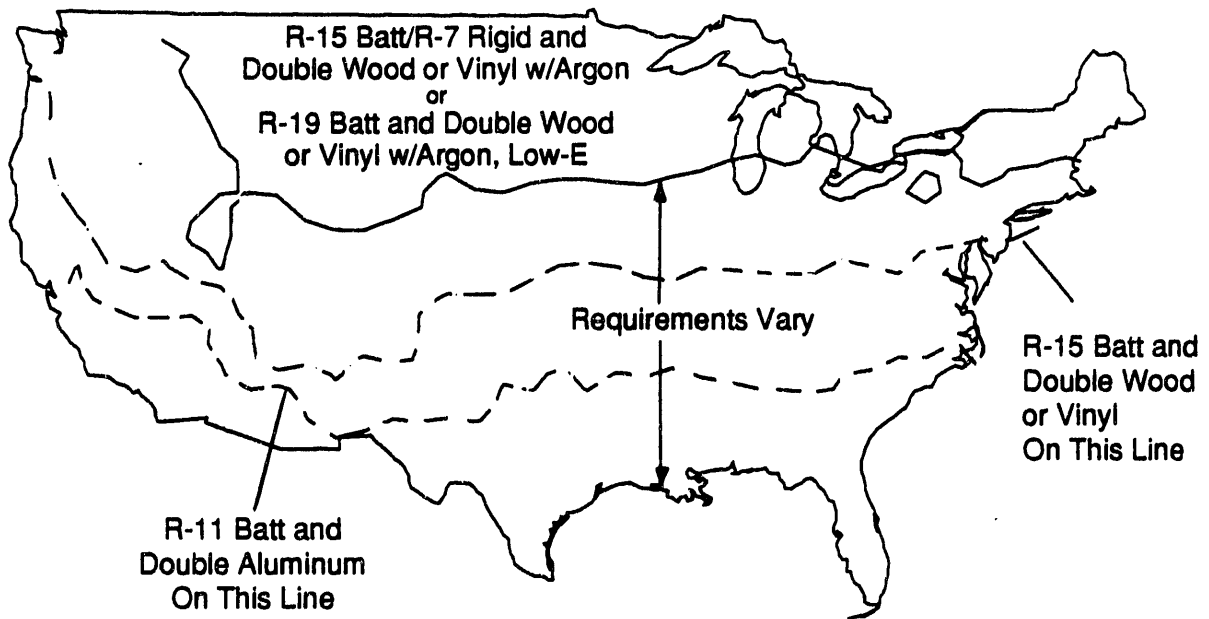 R-15 Batt/R-7 Rigid and
Double Wood or Vinyl w/Argon
or
R-19 Batt and Double Wood
or Vinyl w/Argon, Low-E
Requirements Vary
R-15 Batt and
Double Wood
or Vinyl
On This Line
R-11 Batt and
Double Aluminum
On This Line